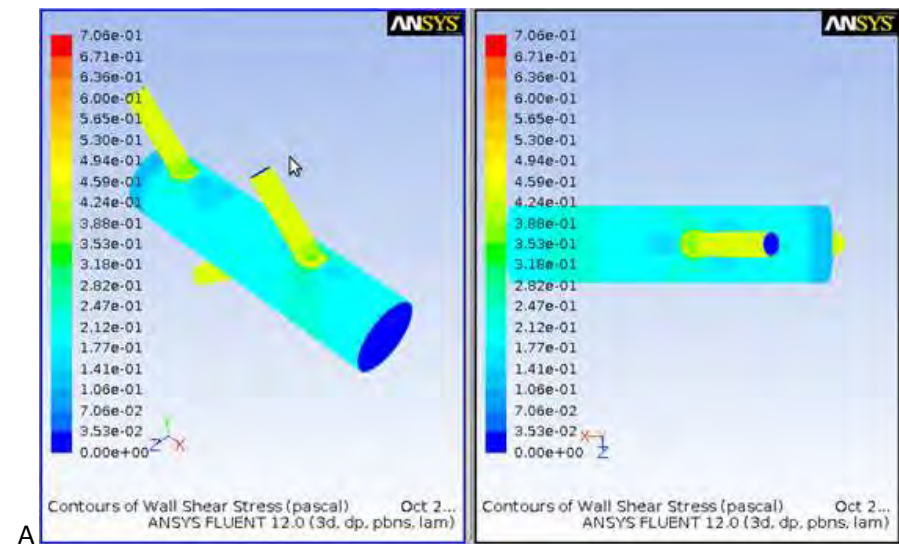 ANSYS
7.06e-01
6.71e-01
6.36e-01
6.00e-01
5.65e-01
5.30e-01
4.94e-01
4.59e-01
4.24e-01
3.88e-01
3.53e-01
3.18e-01
2.82e-01
2.47e-01
2.12e-01
1.77e-01
1.41e-01
1.06e-01
7.06e-02
3.53e-02
0.00e+00
Y
Z X
Contours of Wall Shear Stress (pascal) Oct 2...
ANSYS FLUENT 12.0 (3d, dp, pbns, lam)
ANSYS
7.06e-01
6.71e-01
6.36e-01
6.00e-01
5.65e-01
5.30e-01
4.94e-01
4.59e-01
4.24e-01
3.88e-01
3.53e-01
3.18e-01
2.82e-01
2.47e-01
2.12e-01
1.77e-01
1.41e-01
1.06e-01
7.06e-02
3.53e-02
0.00e+00
X
Z
Contours of Wall Shear Stress (pascal) Oct 2...
ANSYS FLUENT 12.0 (3d, dp, pbns, lam)
A